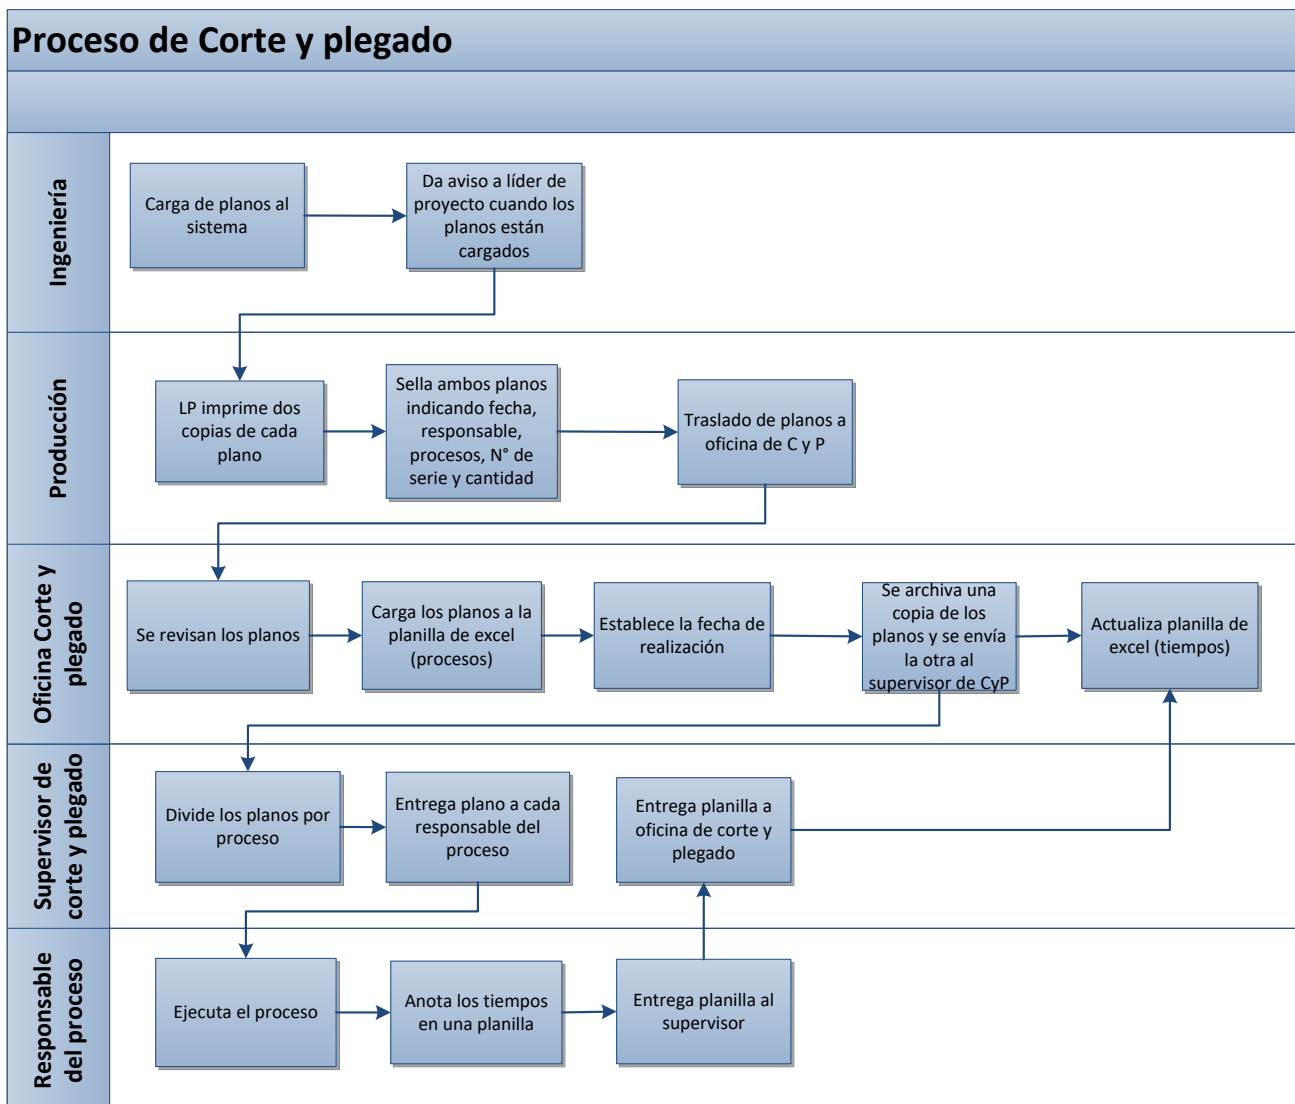 Proceso de Corte y plegado
Ingeniería
Carga de planos al
sistema
Da aviso a líder de
proyecto cuando los
planos están
cargados
Producción
LP imprime dos
copias de cada
plano
Sella ambos planos
indicando fecha,
responsable,
procesos, N° de
serie y cantidad
Traslado de planos a
oficina de C y P
Oficina Corte y
plegado
Se revisan los planos
Carga los planos a la
planilla de excel
(procesos)
Establece la fecha de
realización
Se archiva una
copia de los
planos y se envía
la otra al
supervisor de CyP
Actualiza planilla de
excel (tiempos)
Supervisor de
corte y plegado
Divide los planos por
proceso
Entrega plano a cada
responsable del
proceso
Entrega planilla a
oficina de corte y
plegado
Responsable
del proceso
Ejecuta el proceso
Anota los tiempos
en una planilla
Entrega planilla al
supervisor